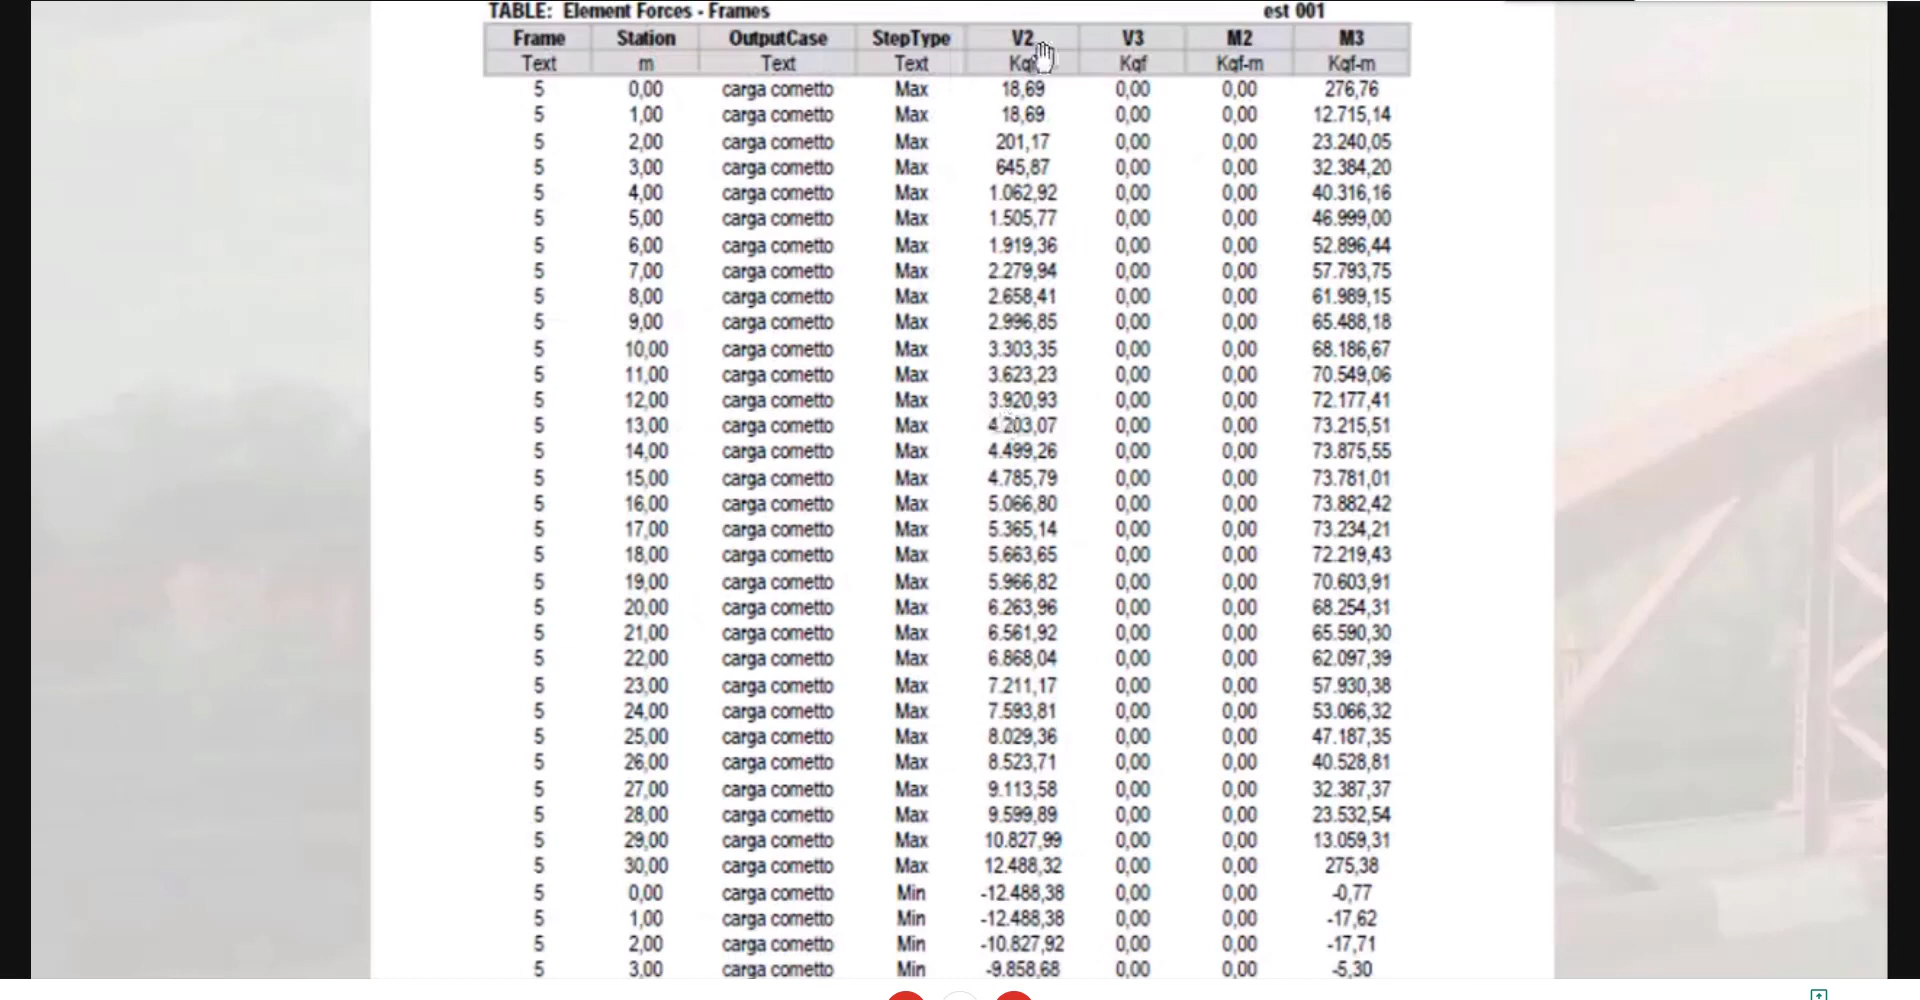 TABLE: Element Forces - Frames est 001
Frame Station OutputCase StepType V2 V3 M2 M3
Text m Text Text Kgf Kgf-m Kgf-m
5 0,00 carga cometto Max 18,69 0,00 0,00 276,76
5 1,00 carga cometto Max 18,69 0,00 0,00 12.715,14
5 2,00 carga cometto Max 201,17 0,00 0,00 23.240,05
5 3,00 carga cometto Max 645,87 0,00 0,00 32.384,20
5 4,00 carga cometto Max 1.062,92 0,00 0,00 40.316,16
5 5,00 carga cometto Max 1.505,77 0,00 0,00 46.999,00
5 6,00 carga cometto Max 1.919,36 0,00 0,00 52.896,44
5 7,00 carga cometto Max 2.279,94 0,00 0,00 57.793,75
5 8,00 carga cometto Max 2.658,41 0,00 0,00 61.989,15
5 9,00 carga cometto Max 2.996,85 0,00 0,00 65.488,18
5 10,00 carga cometto Max 3.303,35 0,00 0,00 68.186,67
5 11,00 carga cometto Max 3.623,23 0,00 0,00 70.549,06
5 12,00 carga cometto Max 3.920,93 0,00 0,00 72.177,41
5 13,00 carga cometto Max 4.203,07 0,00 0,00 73.215,51
5 14,00 carga cometto Max 4.499,26 0,00 0,00 73.875,55
5 15,00 carga cometto Max 4.785,79 0,00 0,00 73.781,01
5 16,00 carga cometto Max 5.066,80 0,00 0,00 73.882,42
5 17,00 carga cometto Max 5.365,14 0,00 0,00 73.234,21
5 18,00 carga cometto Max 5.663,65 0,00 0,00 72.219,43
5 19,00 carga cometto Max 5.966,82 0,00 0,00 70.603,91
5 20,00 carga cometto Max 6.263,96 0,00 0,00 68.254,31
5 21,00 carga cometto Max 6.561,92 0,00 0,00 65.590,30
5 22,00 carga cometto Max 6.868,04 0,00 0,00 62.097,39
5 23,00 carga cometto Max 7.211,17 0,00 0,00 57.930,38
5 24,00 carga cometto Max 7.593,81 0,00 0,00 53.066,32
5 25,00 carga cometto Max 8.029,36 0,00 0,00 47.187,35
5 26,00 carga cometto Max 8.523,71 0,00 0,00 40.528,81
5 27,00 carga cometto Max 9.113,58 0,00 0,00 32.387,37
5 28,00 carga cometto Max 9.599,89 0,00 0,00 23.532,54
5 29,00 carga cometto Max 10.827,99 0,00 0,00 13.059,31
5 30,00 carga cometto Max 12.488,32 0,00 0,00 275,38
5 0,00 carga cometto Min -12.488,38 0,00 0,00 -0,77
5 1,00 carga cometto Min -12.488,38 0,00 0,00 -17,62
5 2,00 carga cometto Min -10.827,92 0,00 0,00 -17,71
5 3,00 carga cometto Min -9.858,68 0,00 0,00 -5,30